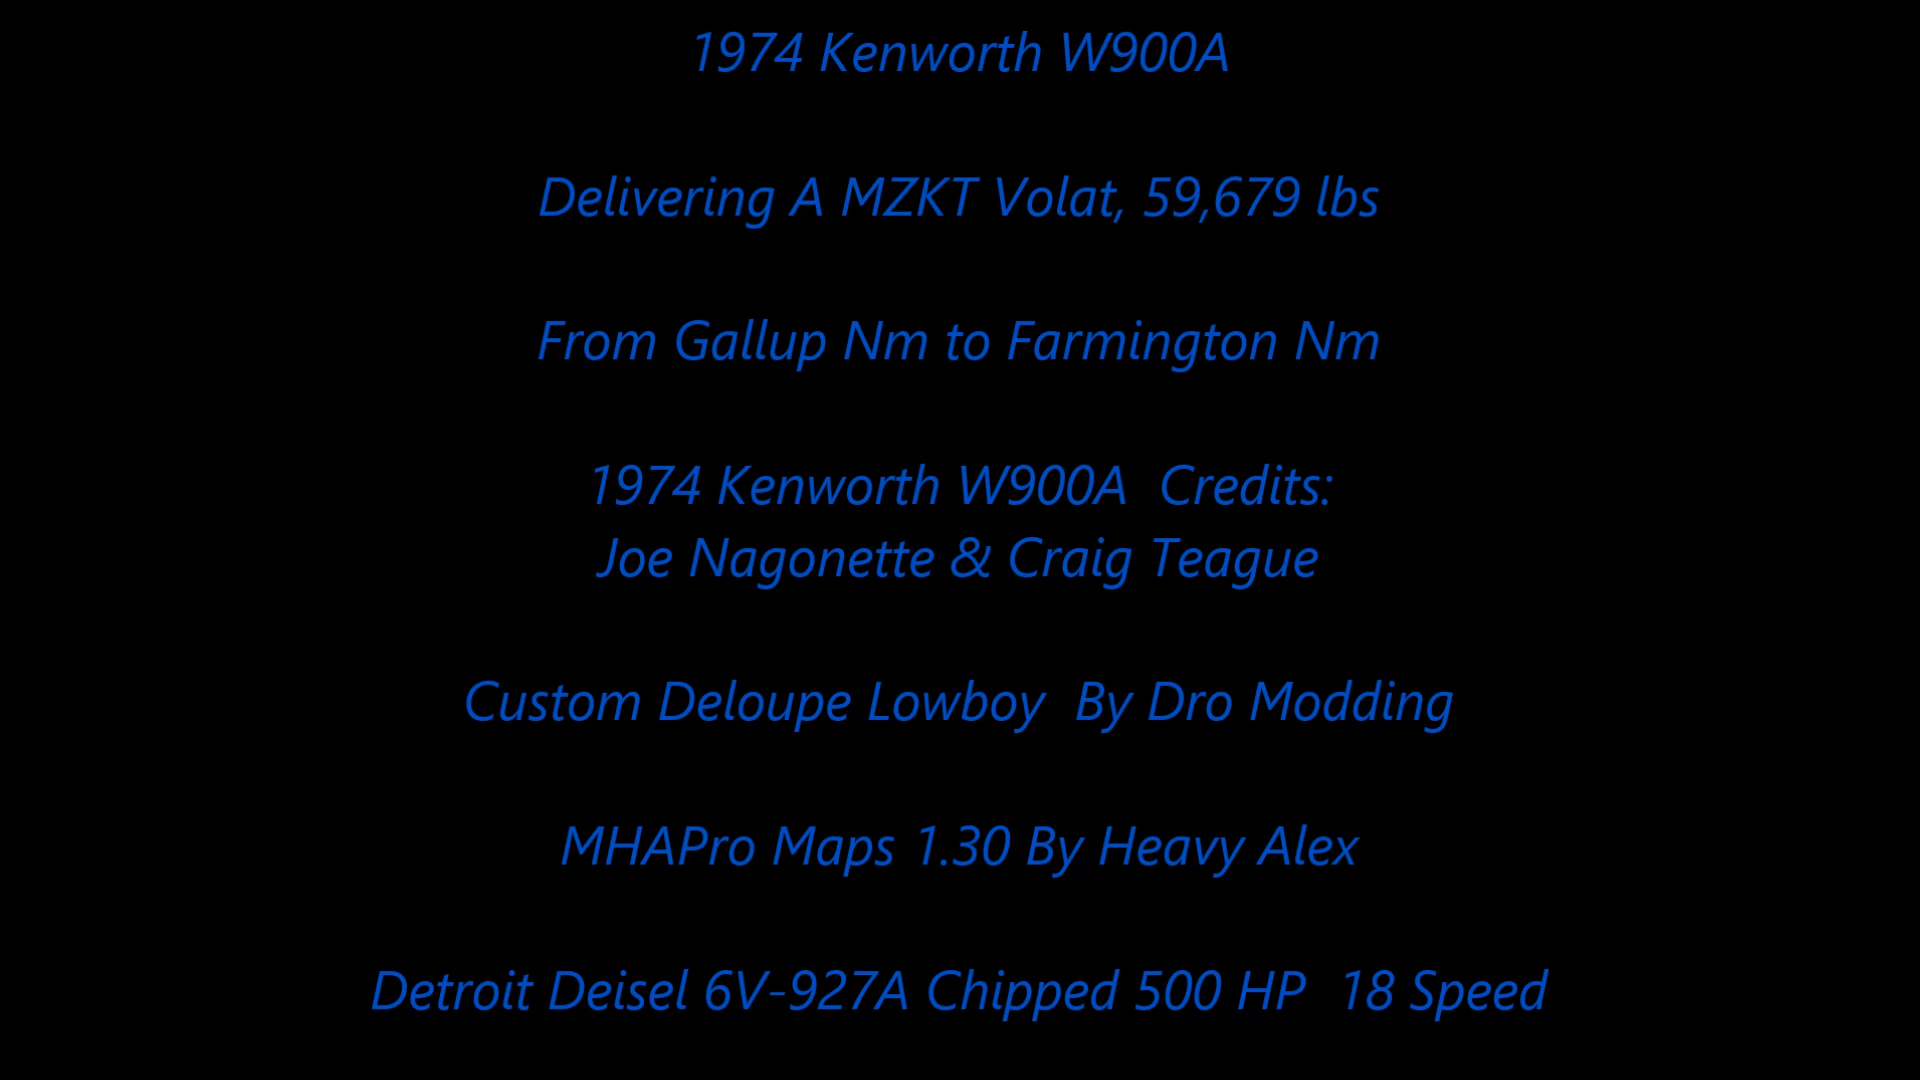 1974 Kenworth W900A
Delivering A MZKT Volat, 59,679 lbs
From Gallup Nm to Farmington Nm
1974 Kenworth W900A  Credits:
Joe Nagonette & Craig Teague
Custom Deloupe Lowboy  By Dro Modding
MHAPro Maps 1.30 By Heavy Alex
Detroit Deisel 6V-927A Chipped 500 HP  18 Speed